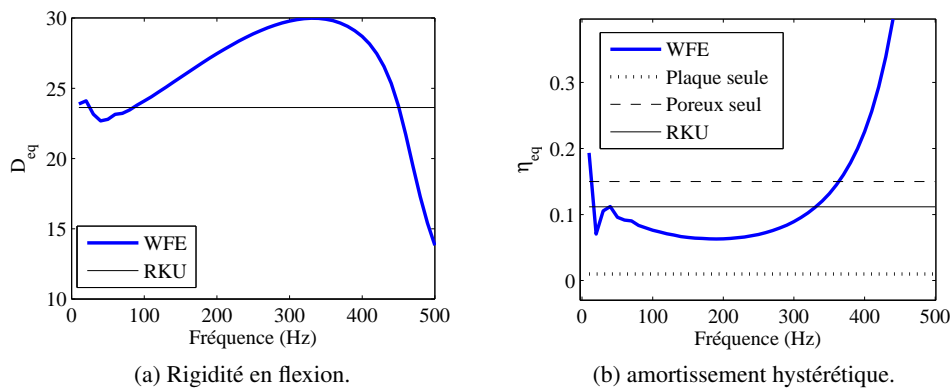 30
25
20
15
10
D_eq
WFE
RKU
0 100 200 300 400 500
Fréquence (Hz)
(a) Rigidité en flexion.
0.3
0.2
0.1
0
η_eq
WFE
Plaque seule
Poreux seul
RKU
0 100 200 300 400 500
Fréquence (Hz)
(b) amortissement hystérétique.